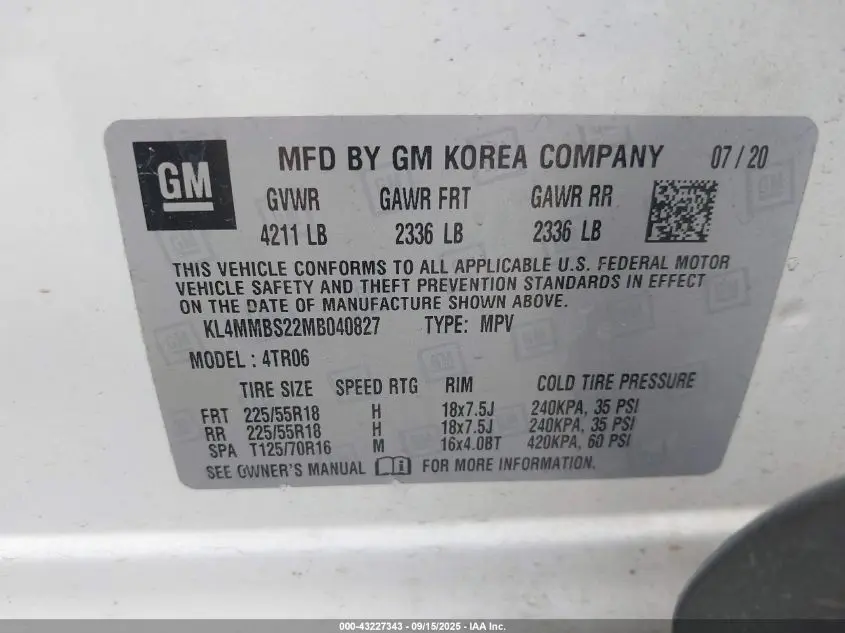 GM
MFD BY GM KOREA COMPANY 07/20
GVWR GAWR FRT GAWR RR
4211 LB 2336 LB 2336 LB
THIS VEHICLE CONFORMS TO ALL APPLICABLE U.S. FEDERAL MOTOR
VEHICLE SAFETY AND THEFT PREVENTION STANDARDS IN EFFECT
ON THE DATE OF MANUFACTURE SHOWN ABOVE.
KL4MMBS22MB040827 TYPE: MPV
MODEL : 4TR06
TIRE SIZE SPEED RTG RIM COLD TIRE PRESSURE
FRT 225/55R18 H 18x7.5J 240KPA, 35 PSI
RR 225/55R18 H 18x7.5J 240KPA, 35 PSI
SPA T125/70R16 M 16x4.0BT 420KPA, 60 PSI
SEE OWNER'S MANUAL FOR MORE INFORMATION.
000-43227343 - 09/15/2025 - IAA Inc.